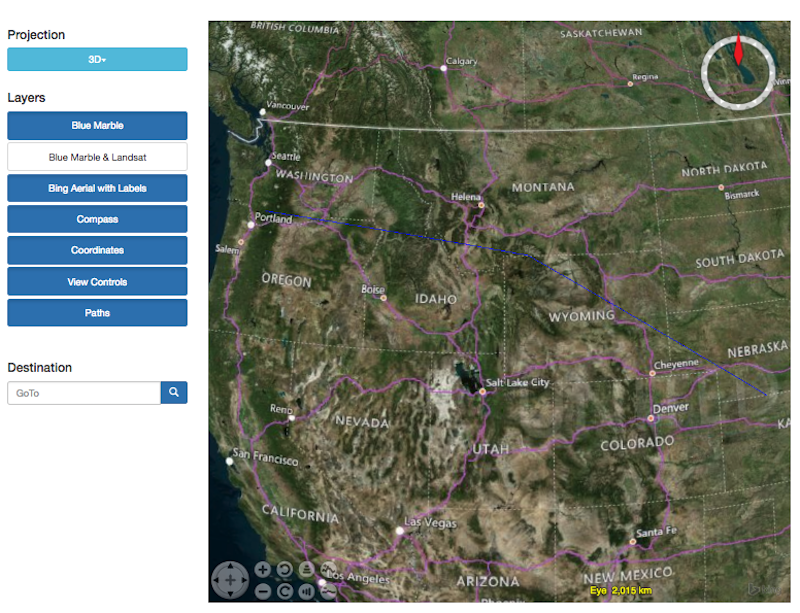 Projection
3D
Layers
Blue Marble
Blue Marble & Landsat
Bing Aerial with Labels
Compass
Coordinates
View Controls
Paths
Destination
GoTo
BRITISH COLUMBIA
SASKATCHEWAN
Calgary
Regina
Vancouver
Seattle
WASHINGTON
NORTH DAKOTA
MONTANA
Helena
Bismarck
Portland
Salem
SOUTH DAKOTA
OREGON
Boise
IDAHO
WYOMING
NEBRASKA
Cheyenne
Salt Lake City
Reno
Denver
NEVADA
KA
UTAH
COLORADO
San Francisco
CALIFORNIA
Las Vegas
Santa Fe
Los Angeles
ARIZONA
NEW MEXICO
Eye 2,015 km
Phoenix